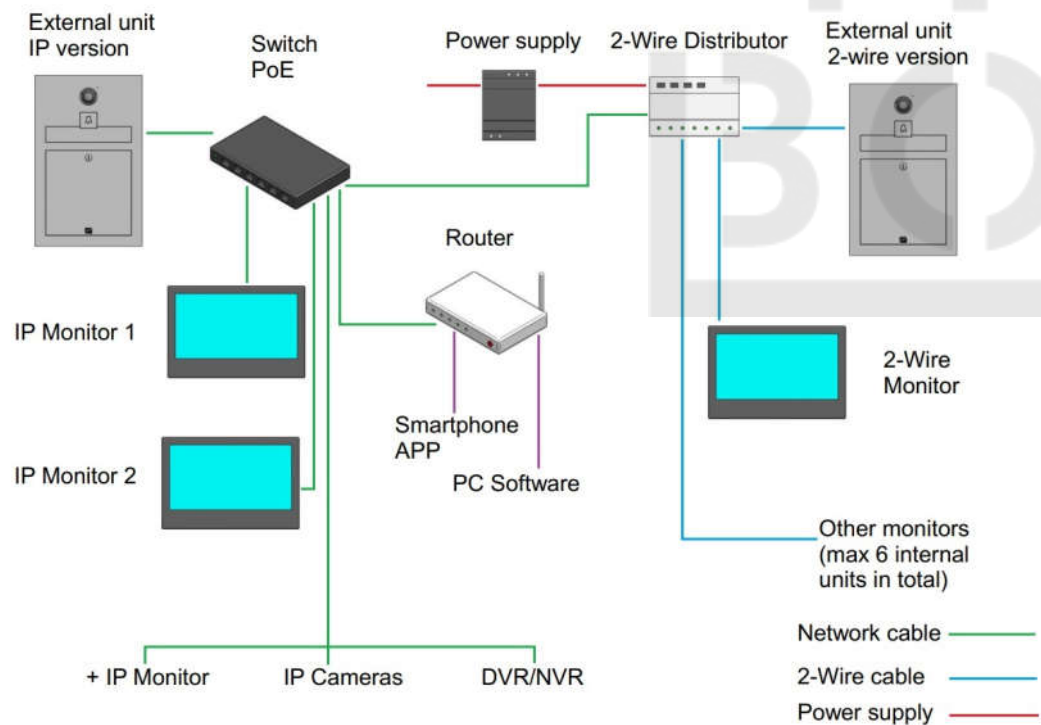 External unit
IP version
Switch
PoE
Power supply
2-Wire Distributor
External unit
2-wire version
Router
IP Monitor 1
2-Wire
Monitor
Smartphone
APP
IP Monitor 2
PC Software
Other monitors
(max 6 internal
units in total)
Network cable
+ IP Monitor
IP Cameras
DVR/NVR
2-Wire cable
Power supply